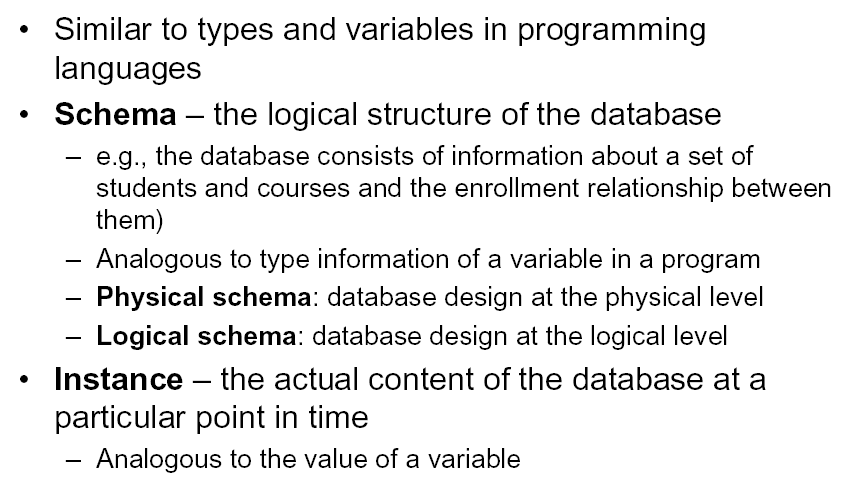 • Similar to types and variables in programming
languages
• Schema – the logical structure of the database
– e.g., the database consists of information about a set of
students and courses and the enrollment relationship between
them)
– Analogous to type information of a variable in a program
– Physical schema: database design at the physical level
– Logical schema: database design at the logical level
• Instance – the actual content of the database at a
particular point in time
– Analogous to the value of a variable